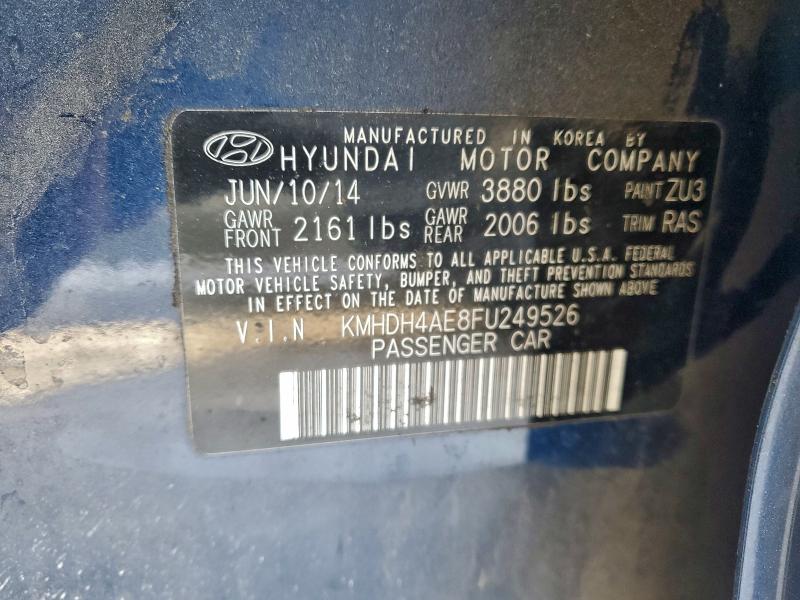 MANUFACTURED IN KOREA BY
HYUNDAI MOTOR COMPANY
JUN/10/14 GVWR 3880 lbs PAINT ZU3
GAWR FRONT 2161 lbs GAWR REAR 2006 lbs TRIM RAS
THIS VEHICLE CONFORMS TO ALL APPLICABLE U.S.A. FEDERAL
MOTOR VEHICLE SAFETY, BUMPER, AND THEFT PREVENTION STANDARDS
IN EFFECT ON THE DATE OF MANUFACTURE SHOWN ABOVE
V.I.N KMHDH4AE8FU249526
PASSENGER CAR